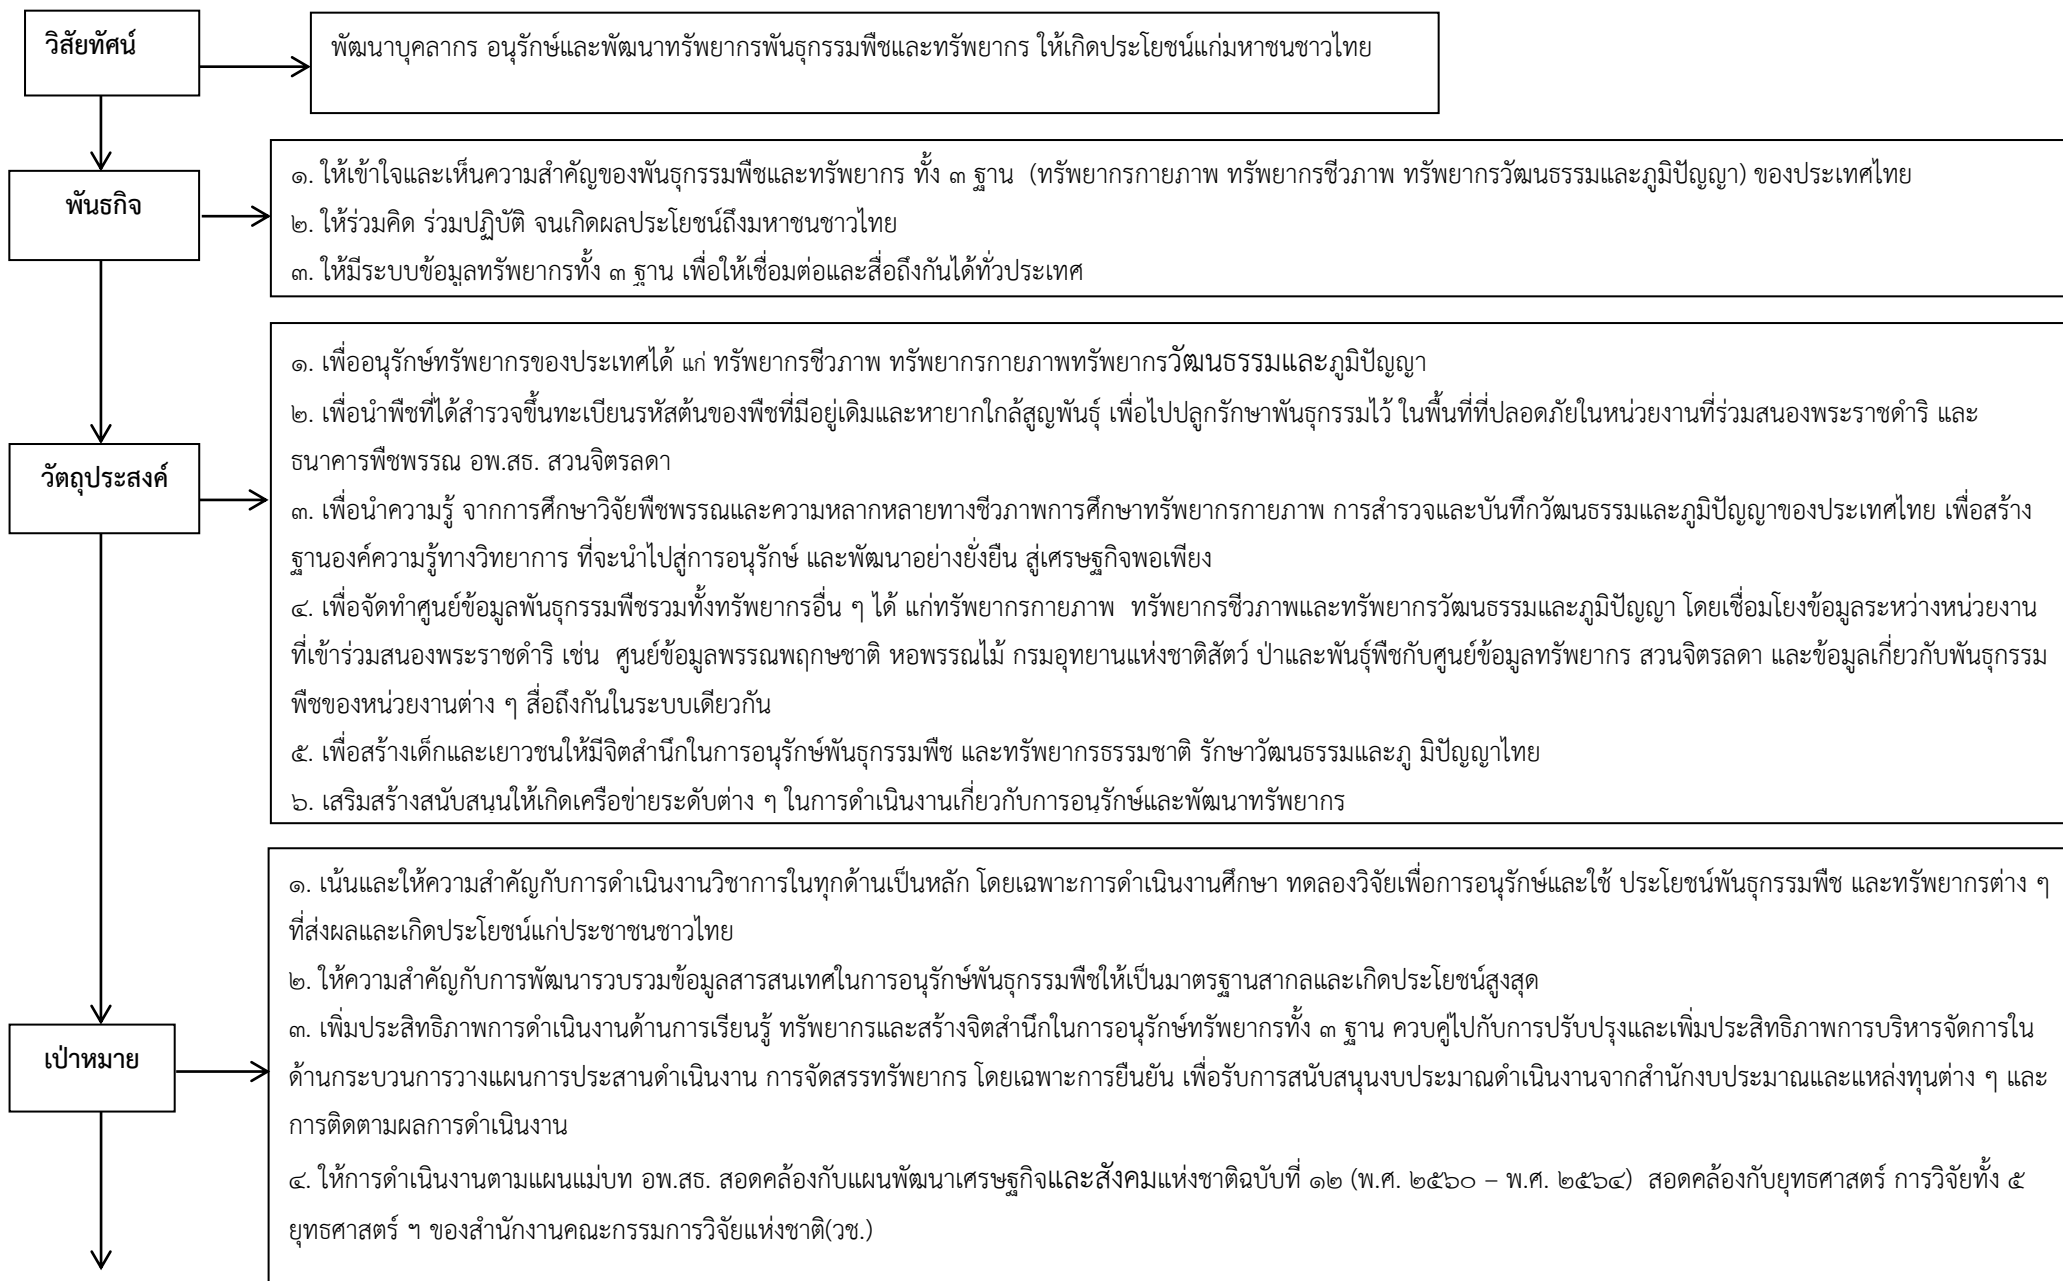 วิสัยทัศน์
พัฒนาบุคลากร อนุรักษ์และพัฒนาทรัพยากรพันธุกรรมพืชและทรัพยากร ให้เกิดประโยชน์แก่มหาชนชาวไทย
พันธกิจ
๑. ให้เข้าใจและเห็นความสำคัญของพันธุกรรมพืชและทรัพยากร ทั้ง ๓ ฐาน (ทรัพยากรกายภาพ ทรัพยากรชีวภาพ ทรัพยากรวัฒนธรรมและภูมิปัญญา) ของประเทศไทย
๒. ให้ร่วมคิด ร่วมปฏิบัติ จนเกิดผลประโยชน์ถึงมหาชนชาวไทย
๓. ให้มีระบบข้อมูลทรัพยากรทั้ง ๓ ฐาน เพื่อให้เชื่อมต่อและสื่อถึงกันได้ทั่วประเทศ
วัตถุประสงค์
๑. เพื่ออนุรักษ์ทรัพยากรของประเทศได้ แก่ ทรัพยากรชีวภาพ ทรัพยากรกายภาพทรัพยากรวัฒนธรรมและภูมิปัญญา
๒. เพื่อนำพืชที่ได้สำรวจขึ้นทะเบียนรหัสต้นของพืชที่มีอยู่เดิมและหายากใกล้สูญพันธุ์ เพื่อไปปลูกรักษาพันธุกรรมไว้ ในพื้นที่ที่ปลอดภัยในหน่วยงานที่ร่วมสนองพระราชดำริ และ
ธนาคารพืชพรรณ อพ.สธ. สวนจิตรลดา
๓. เพื่อนำความรู้ จากการศึกษาวิจัยพืชพรรณและความหลากหลายทางชีวภาพการศึกษาทรัพยากรกายภาพ การสำรวจและบันทึกวัฒนธรรมและภูมิปัญญาของประเทศไทย เพื่อสร้าง
ฐานองค์ความรู้ทางวิทยาการ ที่จะนำไปสู่การอนุรักษ์ และพัฒนาอย่างยั่งยืน สู่เศรษฐกิจพอเพียง
๔. เพื่อจัดทำศูนย์ข้อมูลพันธุกรรมพืชรวมทั้งทรัพยากรอื่น ๆ ได้ แก่ทรัพยากรกายภาพ ทรัพยากรชีวภาพและทรัพยากรวัฒนธรรมและภูมิปัญญา โดยเชื่อมโยงข้อมูลระหว่างหน่วยงาน
ที่เข้าร่วมสนองพระราชดำริ เช่น ศูนย์ข้อมูลพรรณพฤกษชาติ หอพรรณไม้ กรมอุทยานแห่งชาติสัตว์ ป่าและพันธุ์พืชกับศูนย์ข้อมูลทรัพยากร สวนจิตรลดา และข้อมูลเกี่ยวกับพันธุกรรม
พืชของหน่วยงานต่าง ๆ สื่อถึงกันในระบบเดียวกัน
๕. เพื่อสร้างเด็กและเยาวชนให้มีจิตสำนึกในการอนุรักษ์พันธุกรรมพืช และทรัพยากรธรรมชาติ รักษาวัฒนธรรมและภู มิปัญญาไทย
๖. เสริมสร้างสนับสนุนให้เกิดเครือข่ายระดับต่าง ๆ ในการดำเนินงานเกี่ยวกับการอนุรักษ์และพัฒนาทรัพยากร
เป่าหมาย
๑. เน้นและให้ความสำคัญกับการดำเนินงานวิชาการในทุกด้านเป็นหลัก โดยเฉพาะการดำเนินงานศึกษา ทดลองวิจัยเพื่อการอนุรักษ์และใช้ ประโยชน์พันธุกรรมพืช และทรัพยากรต่าง ๆ
ที่ส่งผลและเกิดประโยชน์แก่ประชาชนชาวไทย
๒. ให้ความสำคัญกับการพัฒนารวบรวมข้อมูลสารสนเทศในการอนุรักษ์พันธุกรรมพืชให้เป็นมาตรฐานสากลและเกิดประโยชน์สูงสุด
๓. เพิ่มประสิทธิภาพการดำเนินงานด้านการเรียนรู้ ทรัพยากรและสร้างจิตสำนึกในการอนุรักษ์ทรัพยากรทั้ง ๓ ฐาน ควบคู่ไปกับการปรับปรุงและเพิ่มประสิทธิภาพการบริหารจัดการใน
ด้านกระบวนการวางแผนการประสานดำเนินงาน การจัดสรรทรัพยากร โดยเฉพาะการยืนยัน เพื่อรับการสนับสนุนงบประมาณดำเนินงานจากสำนักงบประมาณและแหล่งทุนต่าง ๆ และ
การติดตามผลการดำเนินงาน
๔. ให้การดำเนินงานตามแผนแม่บท อพ.สธ. สอดคล้องกับแผนพัฒนาเศรษฐกิจและสังคมแห่งชาติฉบับที่ ๑๒ (พ.ศ. ๒๕๖๐ – พ.ศ. ๒๕๖๔) สอดคล้องกับยุทธศาสตร์ การวิจัยทั้ง ๕
ยุทธศาสตร์ ฯ ของสำนักงานคณะกรรมการวิจัยแห่งชาติ(วช.)